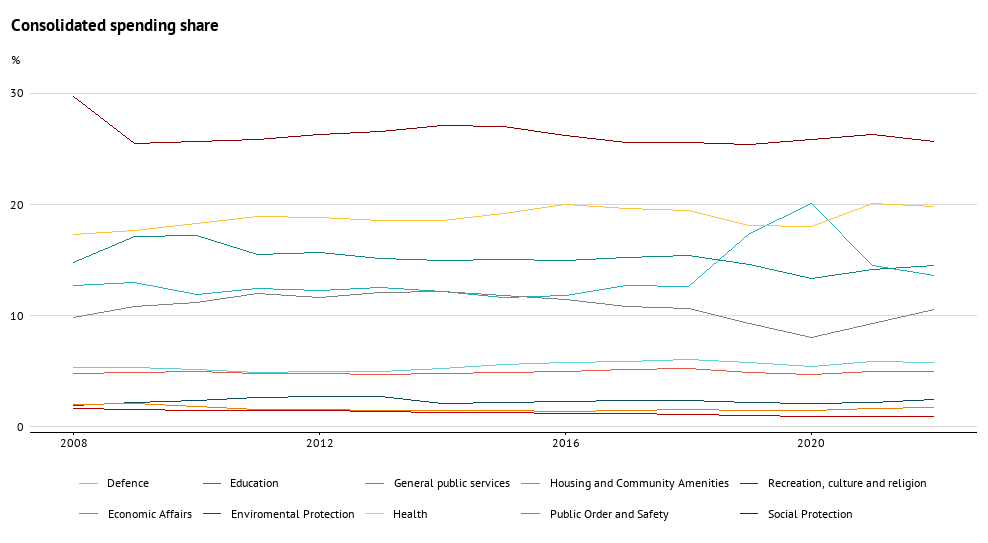 Consolidated spending share
%
30
20
10
0
2008 2012 2016 2020
Defence Education General public services Housing and Community Amenities Recreation, culture and religion
Economic Affairs Enviromental Protection Health Public Order and Safety Social Protection